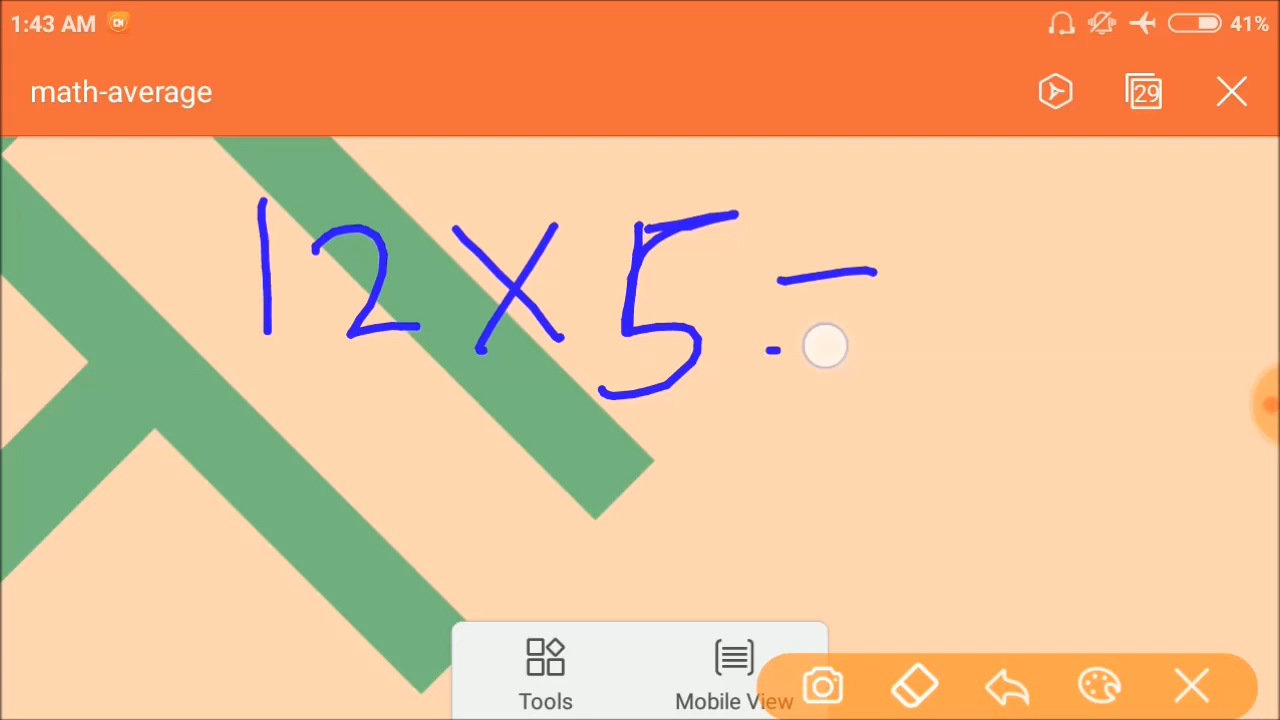 1:43 AM 41%
math-average 29
12 × 5 =
Tools Mobile View